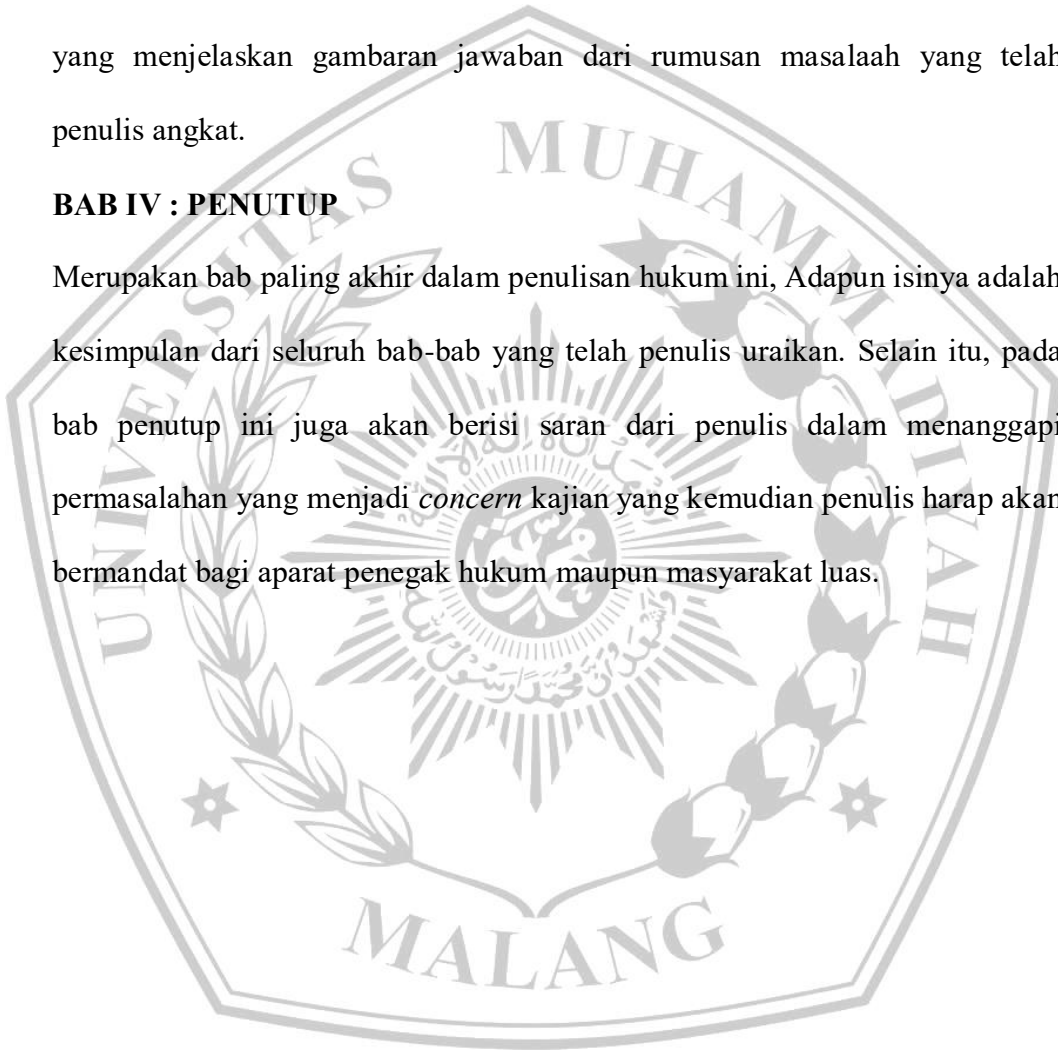 yang menjelaskan gambaran jawaban dari rumusan masalaah yang telah
penulis angkat.
BAB IV : PENUTUP
Merupakan bab paling akhir dalam penulisan hukum ini, Adapun isinya adalah
kesimpulan dari seluruh bab-bab yang telah penulis uraikan. Selain itu, pada
bab penutup ini juga akan berisi saran dari penulis dalam menanggapi
permasalahan yang menjadi concern kajian yang kemudian penulis harap akan
bermandat bagi aparat penegak hukum maupun masyarakat luas.
UNIVERSITAS MUHAMMADIYAH
MALANG